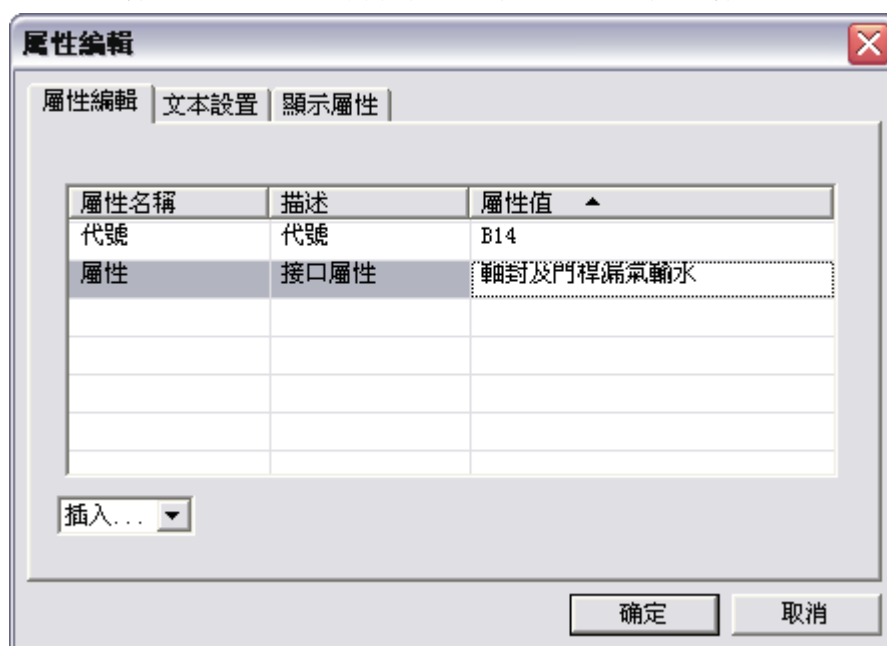 属性編輯
屬性編輯 文本設置 顯示屬性
屬性名稱 描述 屬性值
代號 代號 B14
屬性 接口屬性 軸封及門桿漏氣輸水
插入...
确定 取消